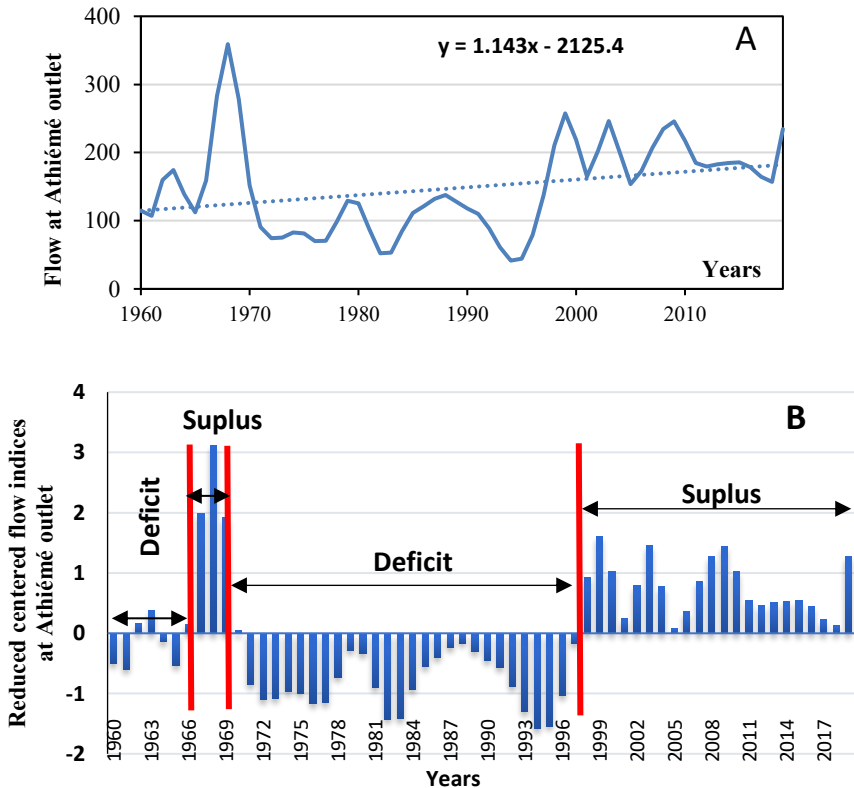 A
y = 1.143x - 2125.4
Flow at Athiémé outlet
400
300
200
100
0
Years
1960 1970 1980 1990 2000 2010
B
Reduced centered flow indices
at Athiémé outlet
4
3
2
1
0
-1
-2
Suplus
Deficit
Deficit
Suplus
1960 1963 1966 1969 1972 1975 1978 1981 1984 1987 1990 1993 1996 1999 2002 2005 2008 2011 2014 2017
Years